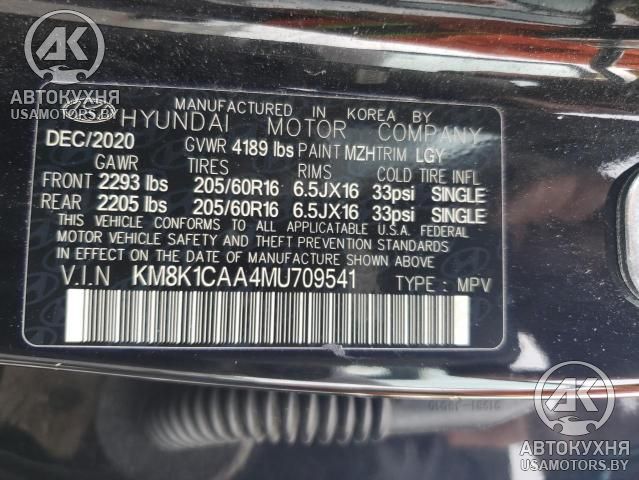 AK
АВТОКУХНЯ
USAMOTORS.BY
MANUFACTURED IN KOREA BY
HYUNDAI MOTOR COMPANY
DEC/2020 GVWR 4189 lbs PAINT MZH TRIM LGY
GAWR TIRES RIMS COLD TIRE INFL
FRONT 2293 lbs 205/60R16 6.5JX16 33psi SINGLE
REAR 2205 lbs 205/60R16 6.5JX16 33psi SINGLE
THIS VEHICLE CONFORMS TO ALL APPLICABLE U.S.A. FEDERAL
MOTOR VEHICLE SAFETY AND THEFT PREVENTION STANDARDS
IN EFFECT ON THE DATE OF MANUFACTURE SHOWN ABOVE
V.I.N KM8K1CAA4MU709541 TYPE : MPV
AK
АВТОКУХНЯ
USAMOTORS.BY